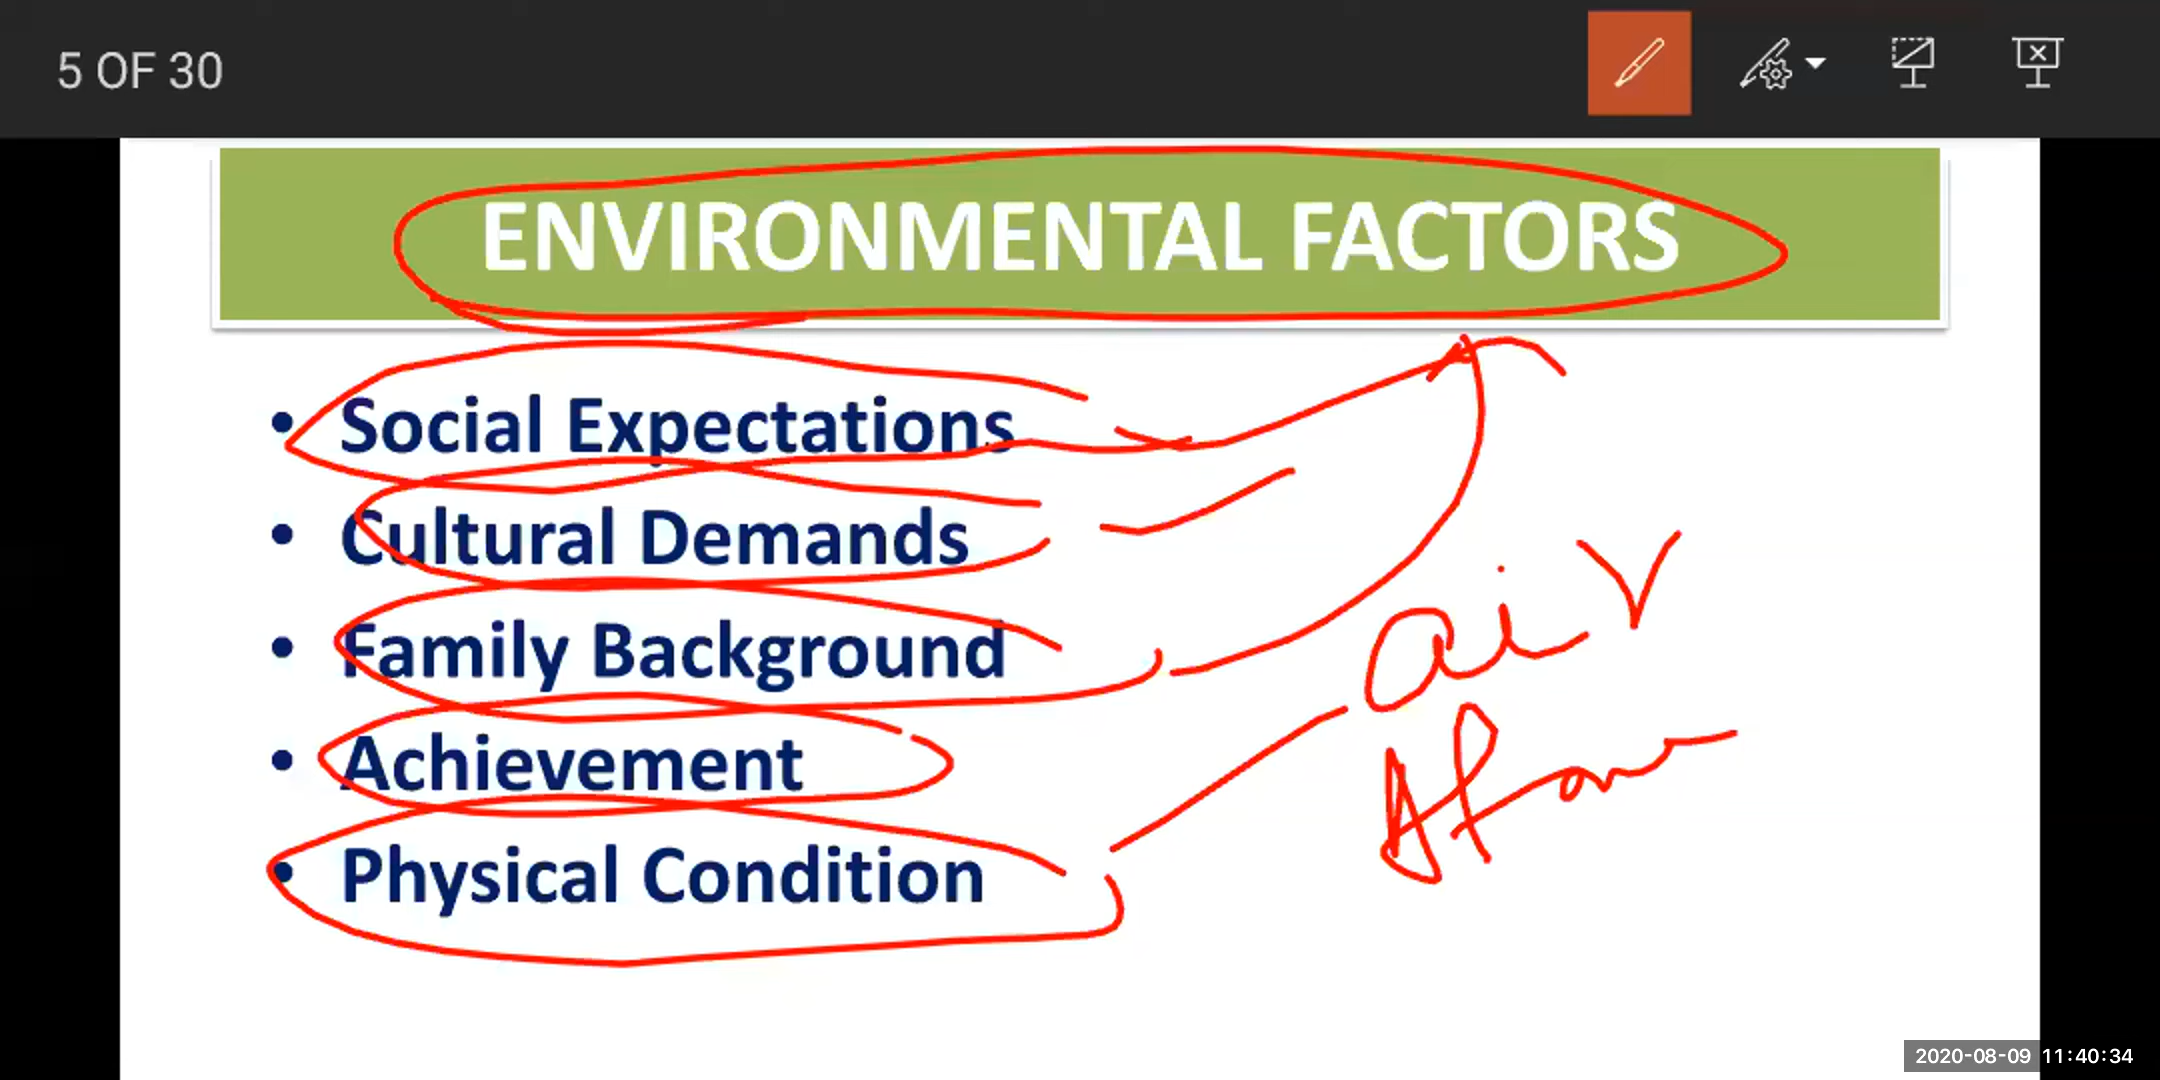 5 OF 30
ENVIRONMENTAL FACTORS
• Social Expectations
• Cultural Demands
• Family Background
• Achievement
• Physical Condition
air
2020-08-09 11:40:34